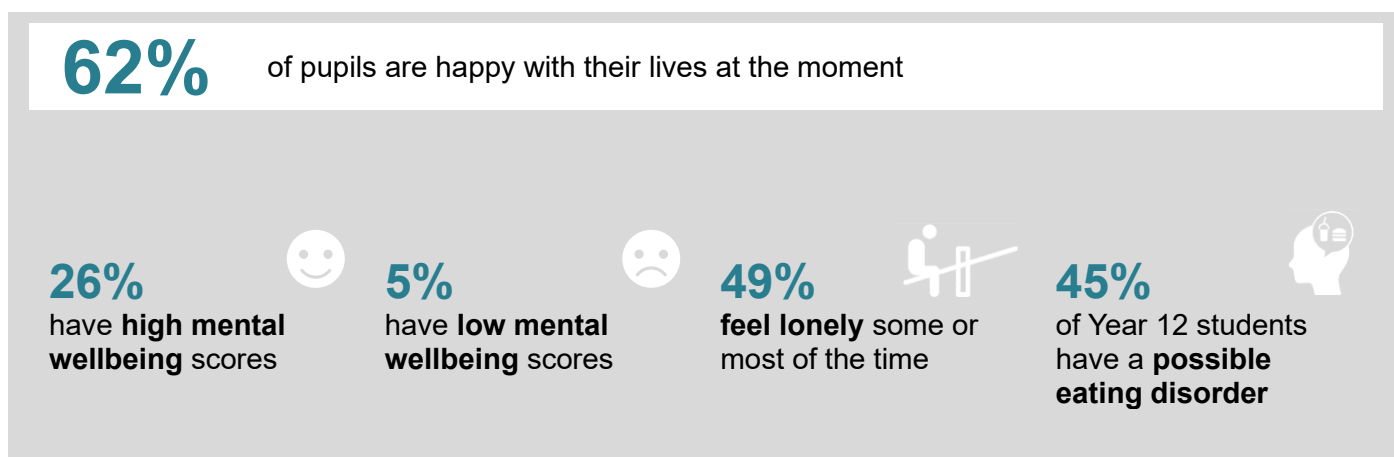 62% of pupils are happy with their lives at the moment
26%
have high mental
wellbeing scores
5%
have low mental
wellbeing scores
49%
feel lonely some or
most of the time
45%
of Year 12 students
have a possible
eating disorder